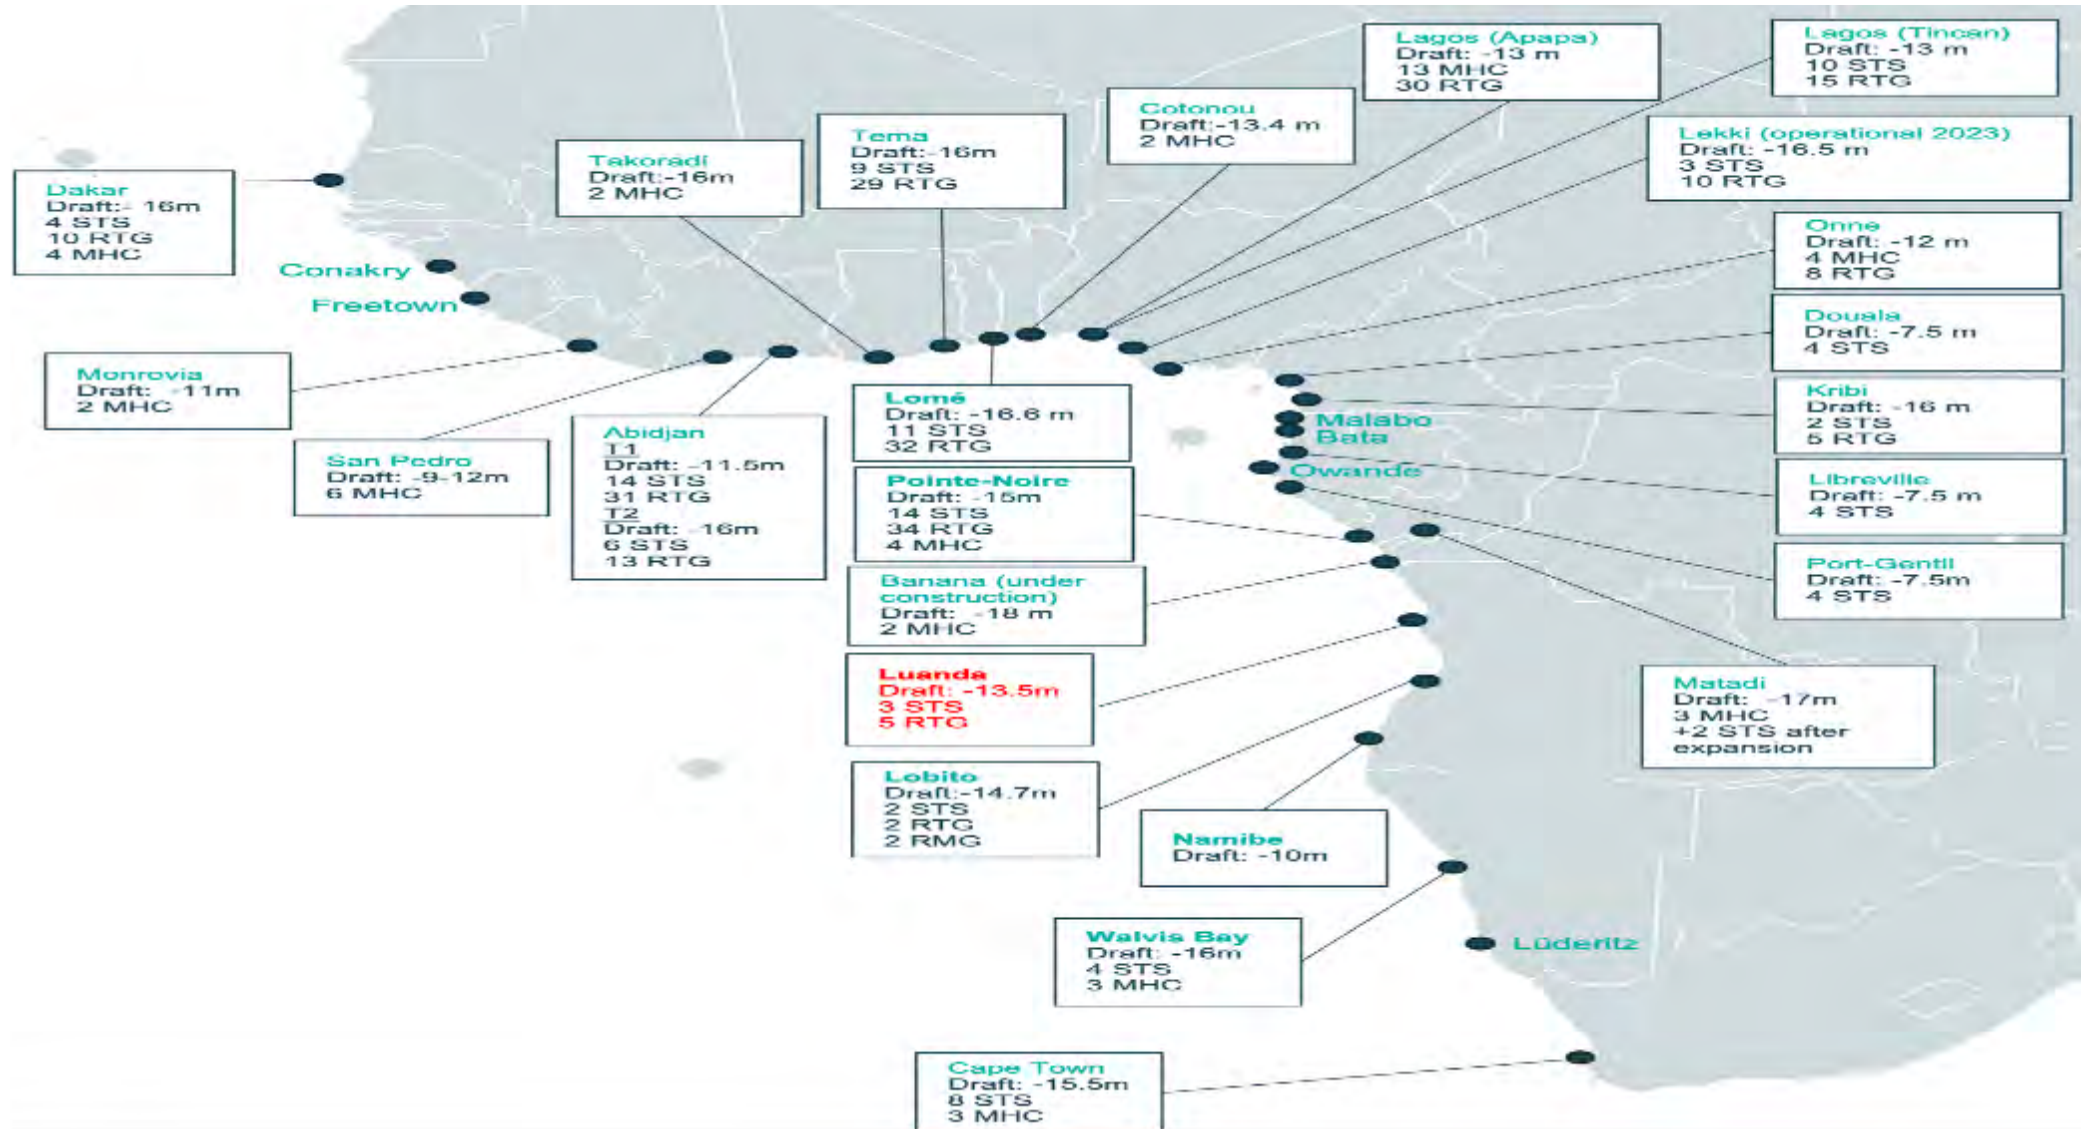 Lagos (Apapa)
Draft: -13 m
13 MHC
30 RTG
Lagos (Tincan)
Draft: -13 m
10 STS
15 RTG
Cotonou
Draft:-13.4 m
2 MHC
Tema
Draft:-16m
9 STS
29 RTG
Takoradi
Draft:-16m
2 MHC
Lekki (operational 2023)
Draft: -16.5 m
3 STS
10 RTG
Dakar
Draft:- 16m
4 STS
10 RTG
4 MHC
Conakry
Freetown
Onne
Draft: -12 m
4 MHC
8 RTG
Douala
Draft: -7.5 m
4 STS
Monrovia
Draft: -11m
2 MHC
San Pedro
Draft: -9-12m
6 MHC
Abidjan
T1
Draft: -11.5m
14 STS
31 RTG
T2
Draft: -16m
6 STS
13 RTG
Lomé
Draft: -16.6 m
11 STS
32 RTG
Malabo
Bata
Owande
Kribi
Draft: -16 m
2 STS
5 RTG
Libreville
Draft: -7.5 m
4 STS
Port-Gentil
Draft: -7.5m
4 STS
Pointe-Noire
Draft: -15m
14 STS
34 RTG
4 MHC
Banana (under
construction)
Draft: -18 m
2 MHC
Luanda
Draft: -13.5m
3 STS
5 RTG
Matadi
Draft: -17m
3 MHC
+2 STS after
expansion
Lobito
Draft:-14.7m
2 STS
2 RTG
2 RMG
Namibe
Draft: -10m
Walvis Bay
Draft: -16m
4 STS
3 MHC
Lüderitz
Cape Town
Draft: -15.5m
8 STS
3 MHC